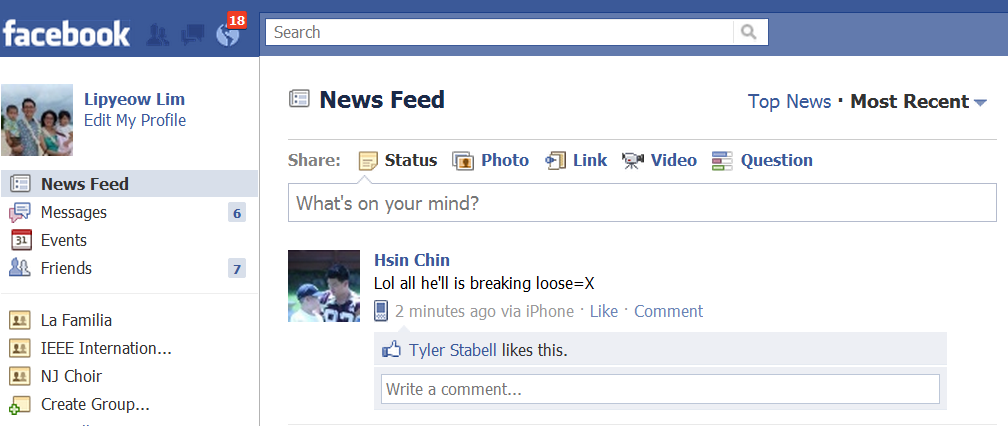 facebook
18
Search
Lipyeow Lim
Edit My Profile
News Feed
Messages 6
31 Events
Friends 7
La Familia
IEEE Internation...
NJ Choir
Create Group...
News Feed
Top News · Most Recent
Share: Status Photo Link Video Question
What's on your mind?
Hsin Chin
Lol all he'll is breaking loose=X
2 minutes ago via iPhone · Like · Comment
Tyler Stabell likes this.
Write a comment...